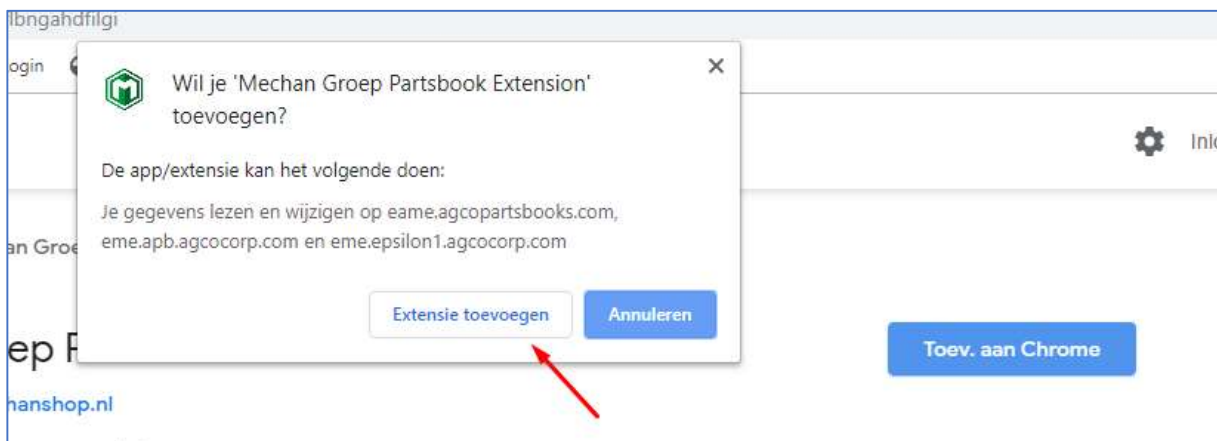 lbngahdfilgi
ogin
Wil je 'Mechan Groep Partsbook Extension'
toevoegen?
De app/extensie kan het volgende doen:
Je gegevens lezen en wijzigen op eame.agcopartsbooks.com,
eme.apb.agcocorp.com en eme.epsilon1.agcocorp.com
Extensie toevoegen
Annuleren
Inlo
an Groe
ep P
Toev. aan Chrome
hanshop.nl